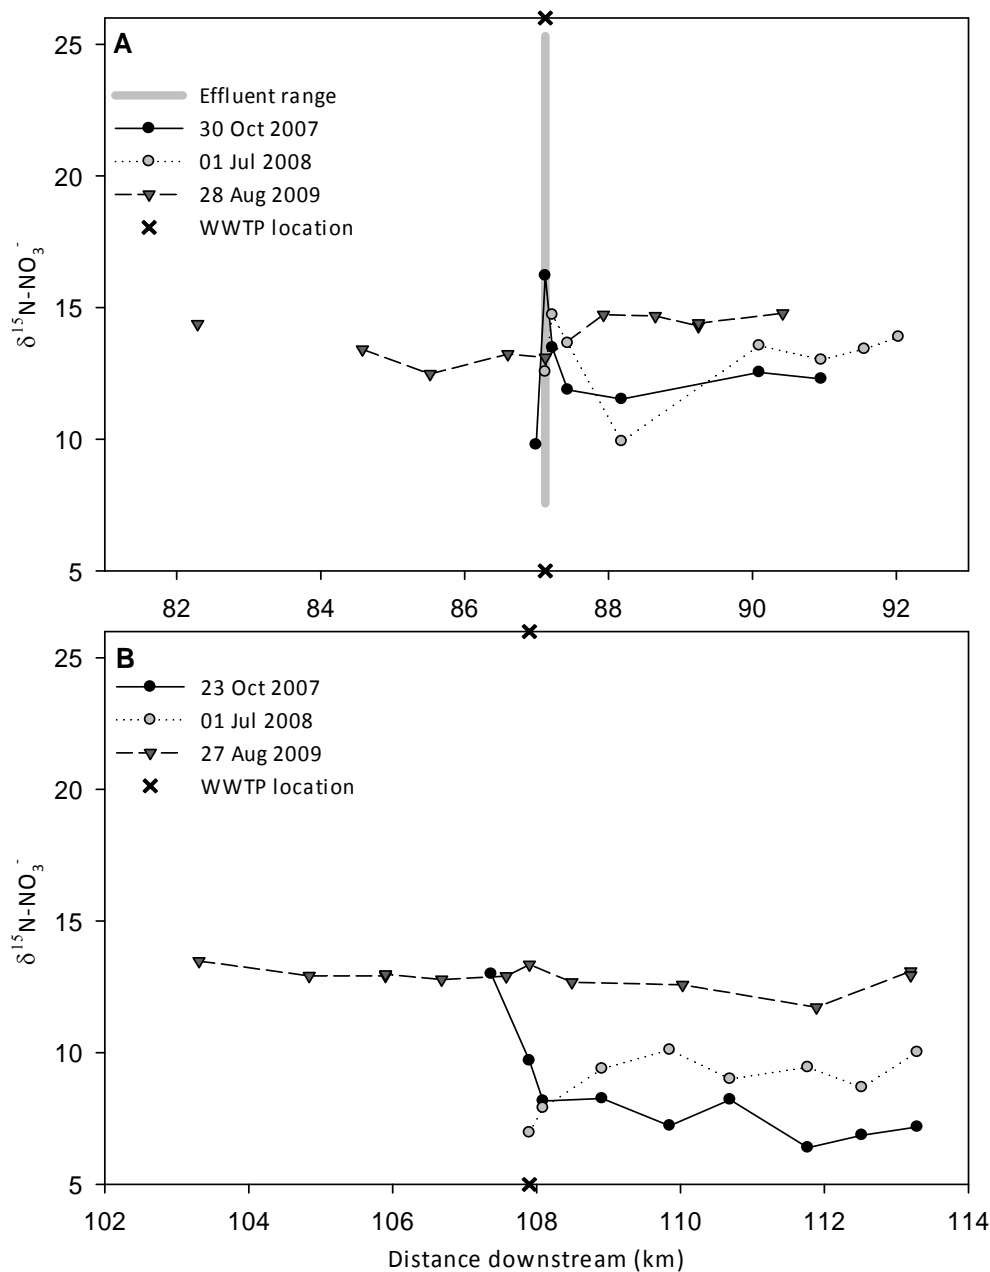 A
25
20
15
10
5
δ15N-NO3-
Effluent range
30 Oct 2007
01 Jul 2008
28 Aug 2009
WWTP location
82 84 86 88 90 92
B
25
20
15
10
5
δ15N-NO3-
23 Oct 2007
01 Jul 2008
27 Aug 2009
WWTP location
102 104 106 108 110 112 114
Distance downstream (km)